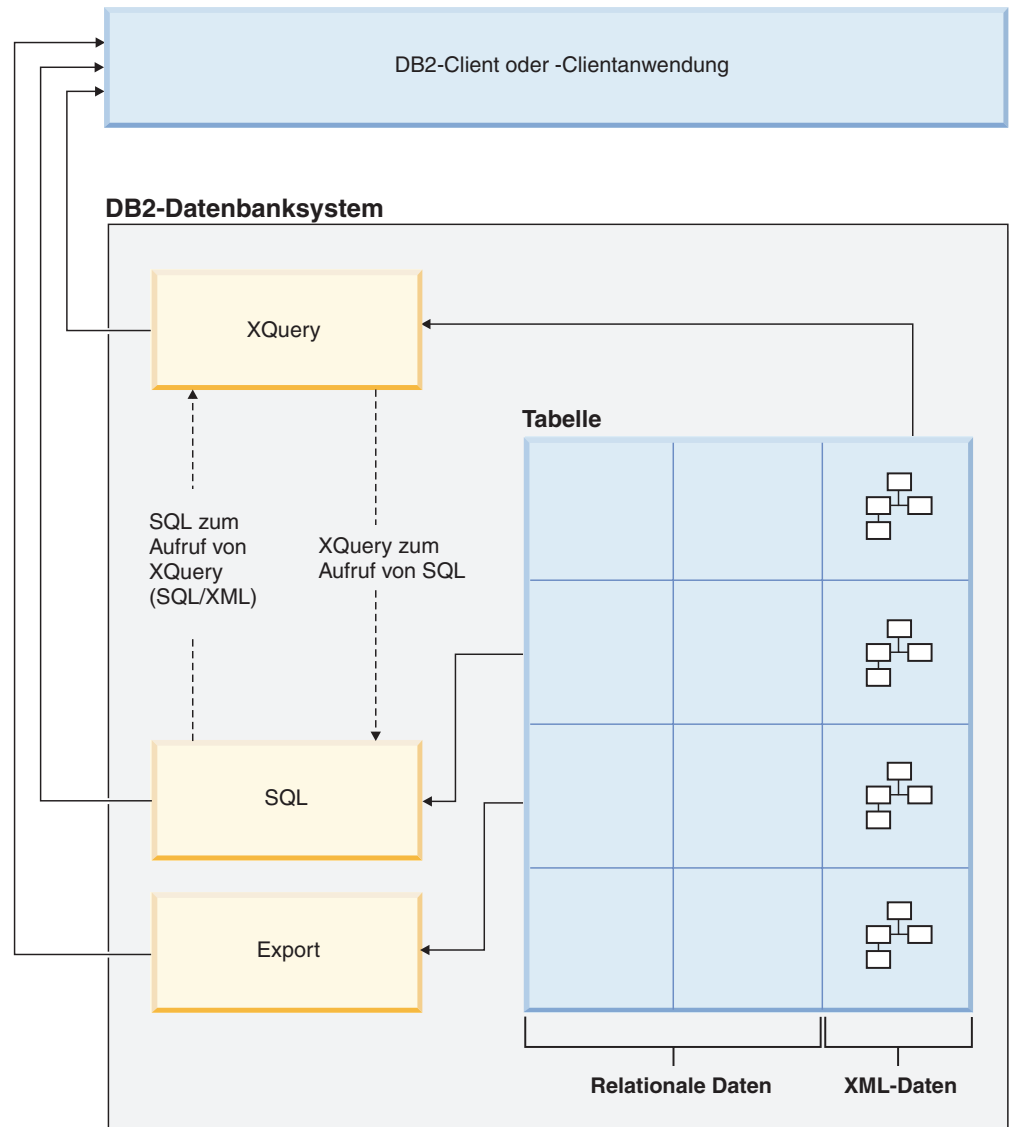 DB2-Client oder -Clientanwendung
DB2-Datenbanksystem
XQuery
Tabelle
SQL zum
Aufruf von
XQuery
(SQL/XML)
XQuery zum
Aufruf von SQL
SQL
Export
Relationale Daten
XML-Daten